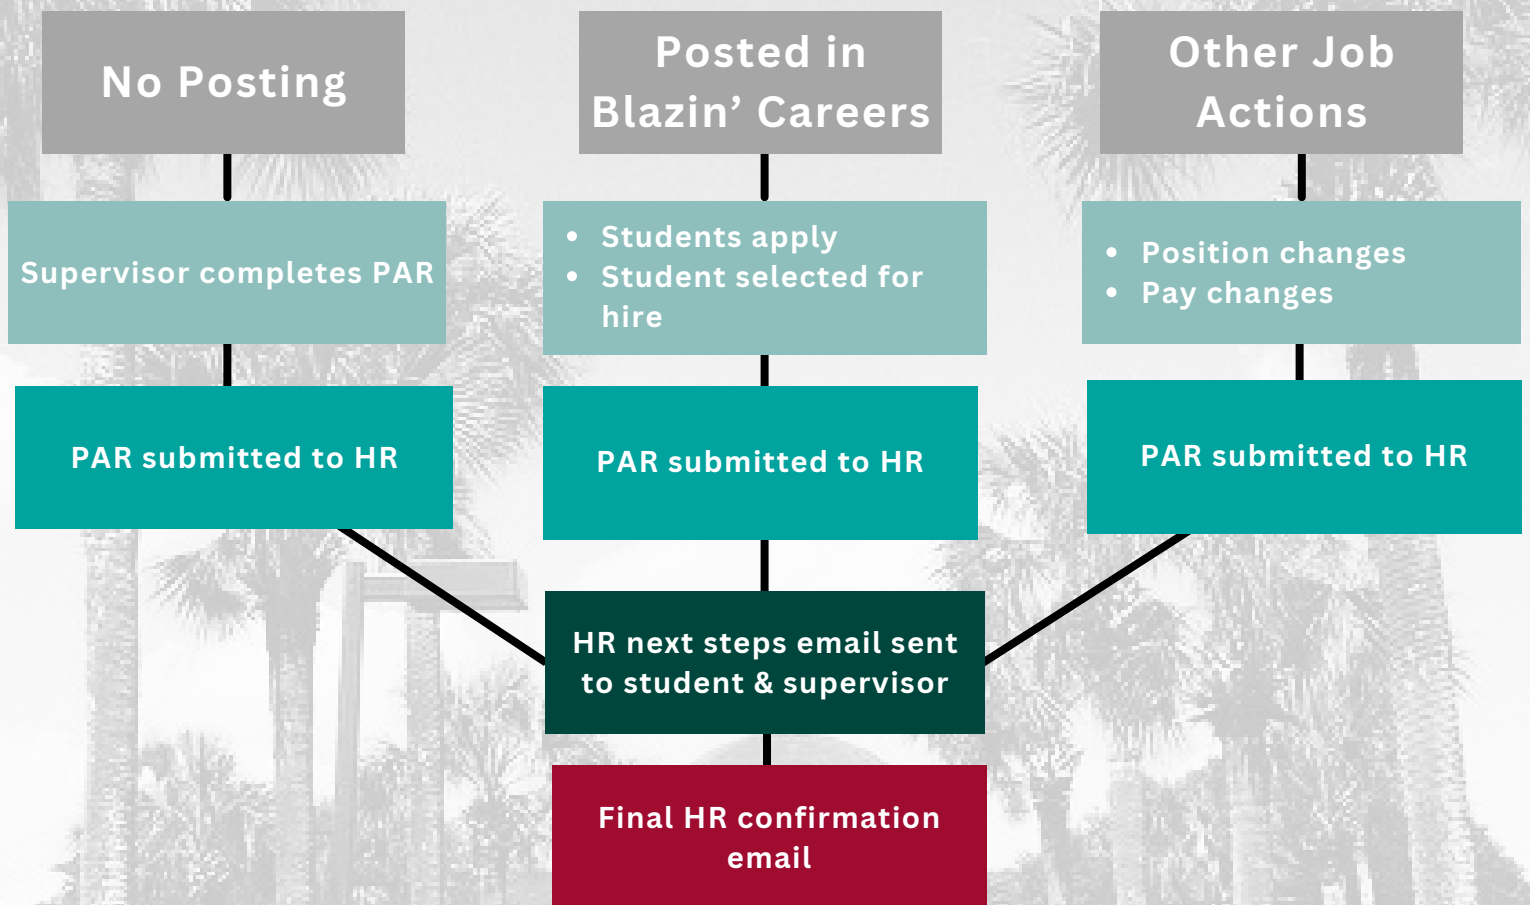 No Posting
Posted in
Blazin’ Careers
Other Job
Actions
Supervisor completes PAR
• Students apply
• Student selected for
hire
• Position changes
• Pay changes
PAR submitted to HR
PAR submitted to HR
PAR submitted to HR
HR next steps email sent
to student & supervisor
Final HR confirmation
email